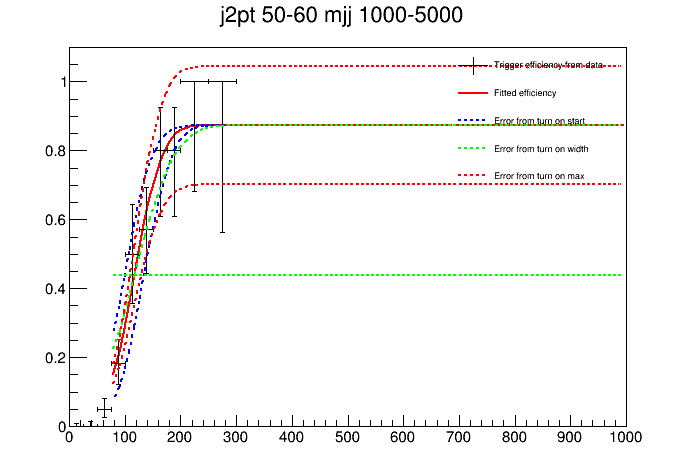 j2pt 50-60 mjj 1000-5000
1
0.8
0.6
0.4
0.2
0
Trigger efficiency from data
Fitted efficiency
Error from turn on start
Error from turn on width
Error from turn on max
0 100 200 300 400 500 600 700 800 900 1000